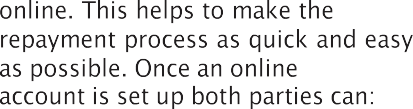 online. This helps to make the
repayment process as quick and easy
as possible. Once an online
account is set up both parties can: